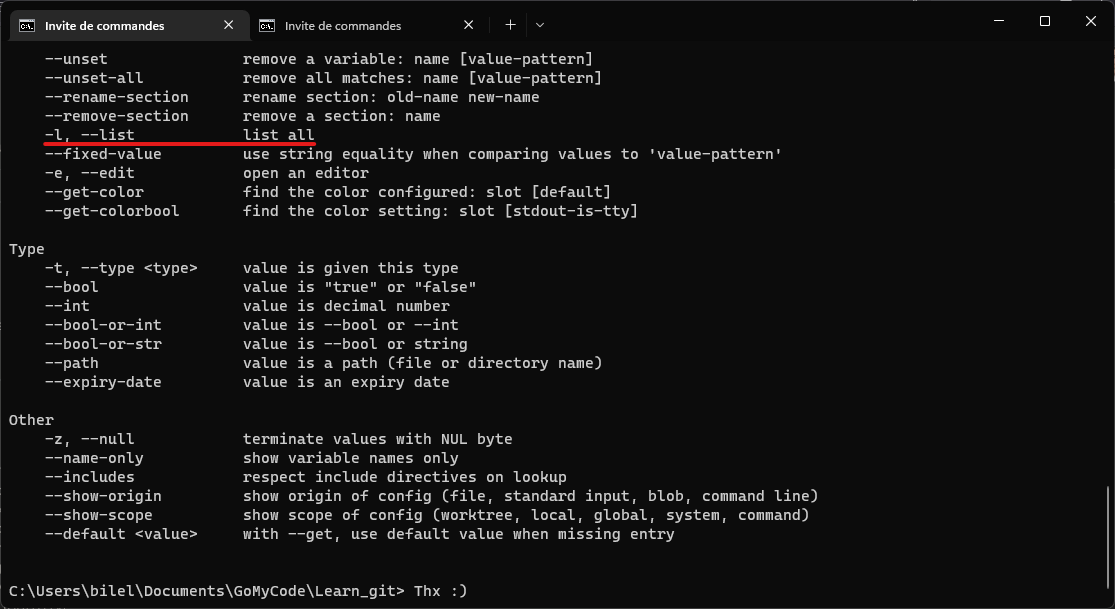 Invite de commandes
Invite de commandes
--unset remove a variable: name [value-pattern]
--unset-all remove all matches: name [value-pattern]
--rename-section rename section: old-name new-name
--remove-section remove a section: name
-l, --list list all
--fixed-value use string equality when comparing values to 'value-pattern'
-e, --edit open an editor
--get-color find the color configured: slot [default]
--get-colorbool find the color setting: slot [stdout-is-tty]
Type
-t, --type <type> value is given this type
--bool value is "true" or "false"
--int value is decimal number
--bool-or-int value is --bool or --int
--bool-or-str value is --bool or string
--path value is a path (file or directory name)
--expiry-date value is an expiry date
Other
-z, --null terminate values with NUL byte
--name-only show variable names only
--includes respect include directives on lookup
--show-origin show origin of config (file, standard input, blob, command line)
--show-scope show scope of config (worktree, local, global, system, command)
--default <value> with --get, use default value when missing entry
C:\Users\bilel\Documents\GoMyCode\Learn_git> Thx :)